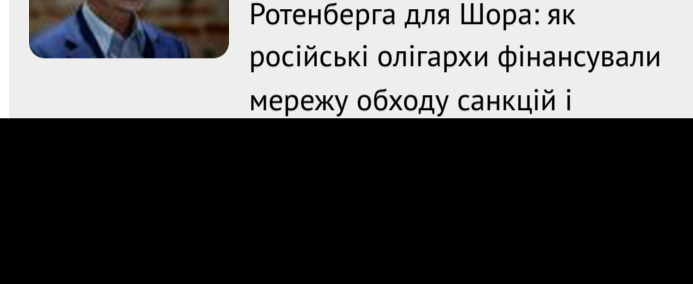 Ротенберга для Шора: як
російські олігархи фінансували
мережу обходу санкцій і